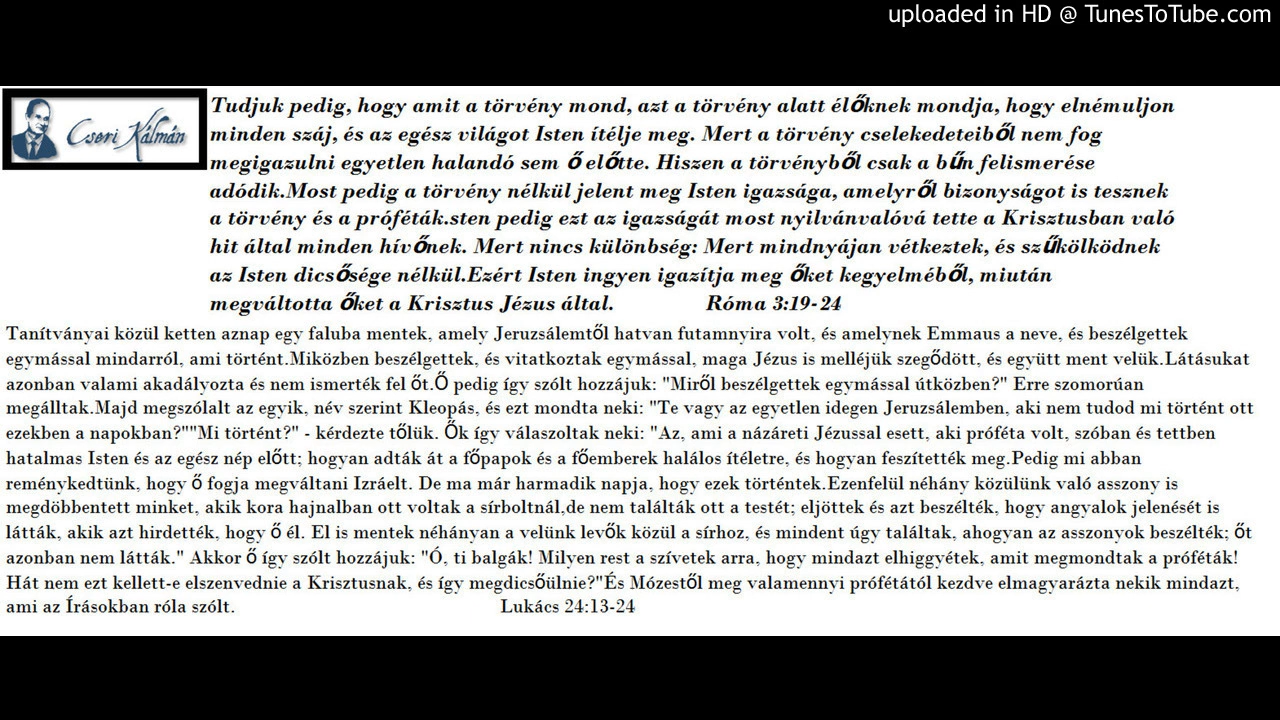 uploaded in HD @ TunesToTube.com
Cseri Kálmán
Tudjuk pedig, hogy amit a törvény mond, azt a törvény alatt élőknek mondja, hogy elnémuljon
minden száj, és az egész világot Isten ítélje meg. Mert a törvény cselekedeteiből nem fog
megigazulni egyetlen halandó sem ő előtte. Hiszen a törvényből csak a bűn felismerése
adódik.Most pedig a törvény nélkül jelent meg Isten igazsága, amelyről bizonyságot is tesznek
a törvény és a próféták.sten pedig ezt az igazságát most nyilvánvalóvá tette a Krisztusban való
hit által minden hívőnek. Mert nincs különbség: Mert mindnyájan vétkeztek, és szűkölködnek
az Isten dicsősége nélkül.Ezért Isten ingyen igazítja meg őket kegyelméből, miután
megváltotta őket a Krisztus Jézus által. Róma 3:19-24
Tanítványai közül ketten aznap egy faluba mentek, amely Jeruzsálemtől hatvan futamnyira volt, és amelynek Emmaus a neve, és beszélgettek
egymással mindarról, ami történt.Miközben beszélgettek, és vitatkoztak egymással, maga Jézus is melléjük szegődött, és együtt ment velük.Látásukat
azonban valami akadályozta és nem ismerték fel őt.Ő pedig így szólt hozzájuk: "Miről beszélgettek egymással útközben?" Erre szomorúan
megálltak.Majd megszólalt az egyik, név szerint Kleopás, és ezt mondta neki: "Te vagy az egyetlen idegen Jeruzsálemben, aki nem tudod mi történt ott
ezekben a napokban?""Mi történt?" - kérdezte tőlük. Ők így válaszoltak neki: "Az, ami a názáreti Jézussal esett, aki próféta volt, szóban és tettben
hatalmas Isten és az egész nép előtt; hogyan adták át a főpapok és a főemberek halálos ítéletre, és hogyan feszítették meg.Pedig mi abban
reménykedtünk, hogy ő fogja megváltani Izráelt. De ma már harmadik napja, hogy ezek történtek.Ezenfelül néhány közülünk való asszony is
megdöbbentett minket, akik kora hajnalban ott voltak a sírboltnál,de nem találták ott a testét; eljöttek és azt beszélték, hogy angyalok jelenését is
látták, akik azt hirdették, hogy ő él. El is mentek néhányan a velünk levők közül a sírhoz, és mindent úgy találtak, ahogyan az asszonyok beszélték; őt
azonban nem látták." Akkor ő így szólt hozzájuk: "Ó, ti balgák! Milyen rest a szívetek arra, hogy mindazt elhiggyétek, amit megmondtak a próféták!
Hát nem ezt kellett-e elszenvednie a Krisztusnak, és így megdicsőülnie?"És Mózestől meg valamennyi prófétától kezdve elmagyarázta nekik mindazt,
ami az Írásokban róla szólt. Lukács 24:13-24